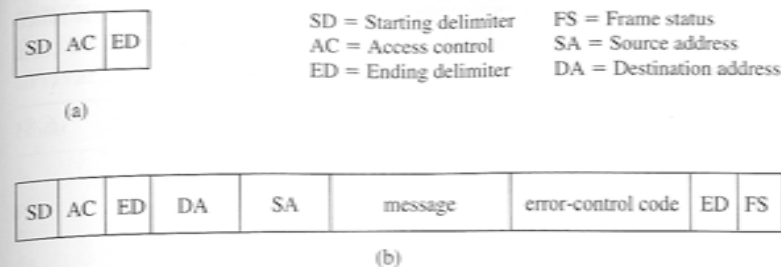 SD AC ED
(a)
SD = Starting delimiter
AC = Access control
ED = Ending delimiter
FS = Frame status
SA = Source address
DA = Destination address
SD AC ED DA SA message error-control code ED FS
(b)